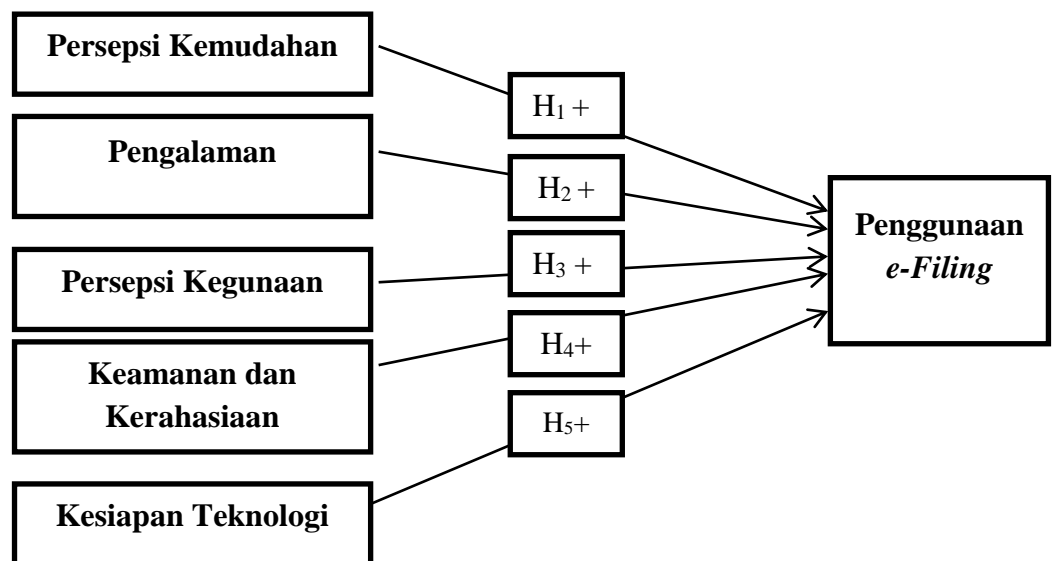 Persepsi Kemudahan
H₁ +
Pengalaman
H₂ +
Penggunaan
e-Filing
Persepsi Kegunaan
H₃ +
Keamanan dan
Kerahasiaan
H₄+
H₅+
Kesiapan Teknologi